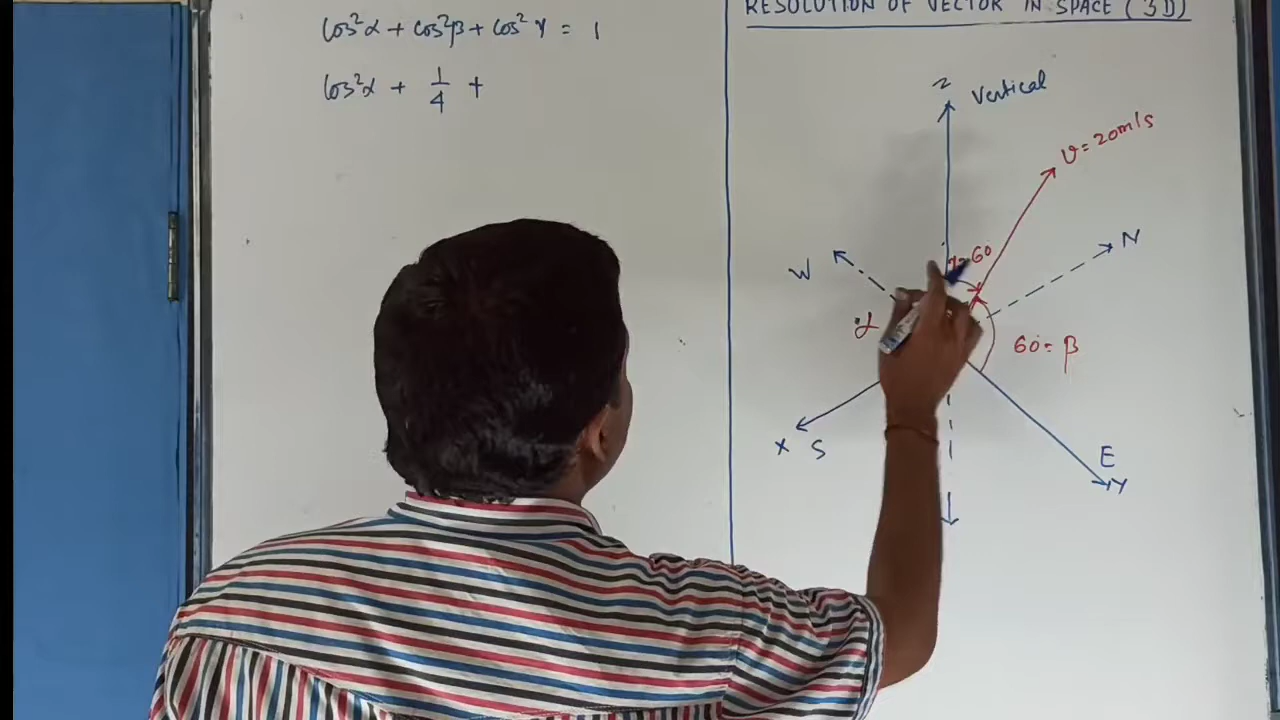 cos²α + cos²β + cos²γ = 1
cos²α + 1/4 +
RESOLUTION OF VECTOR IN SPACE (3D)
Z Vertical
v = 20m/s
N
W
γ=60
α
60°= β
X S
E
Y